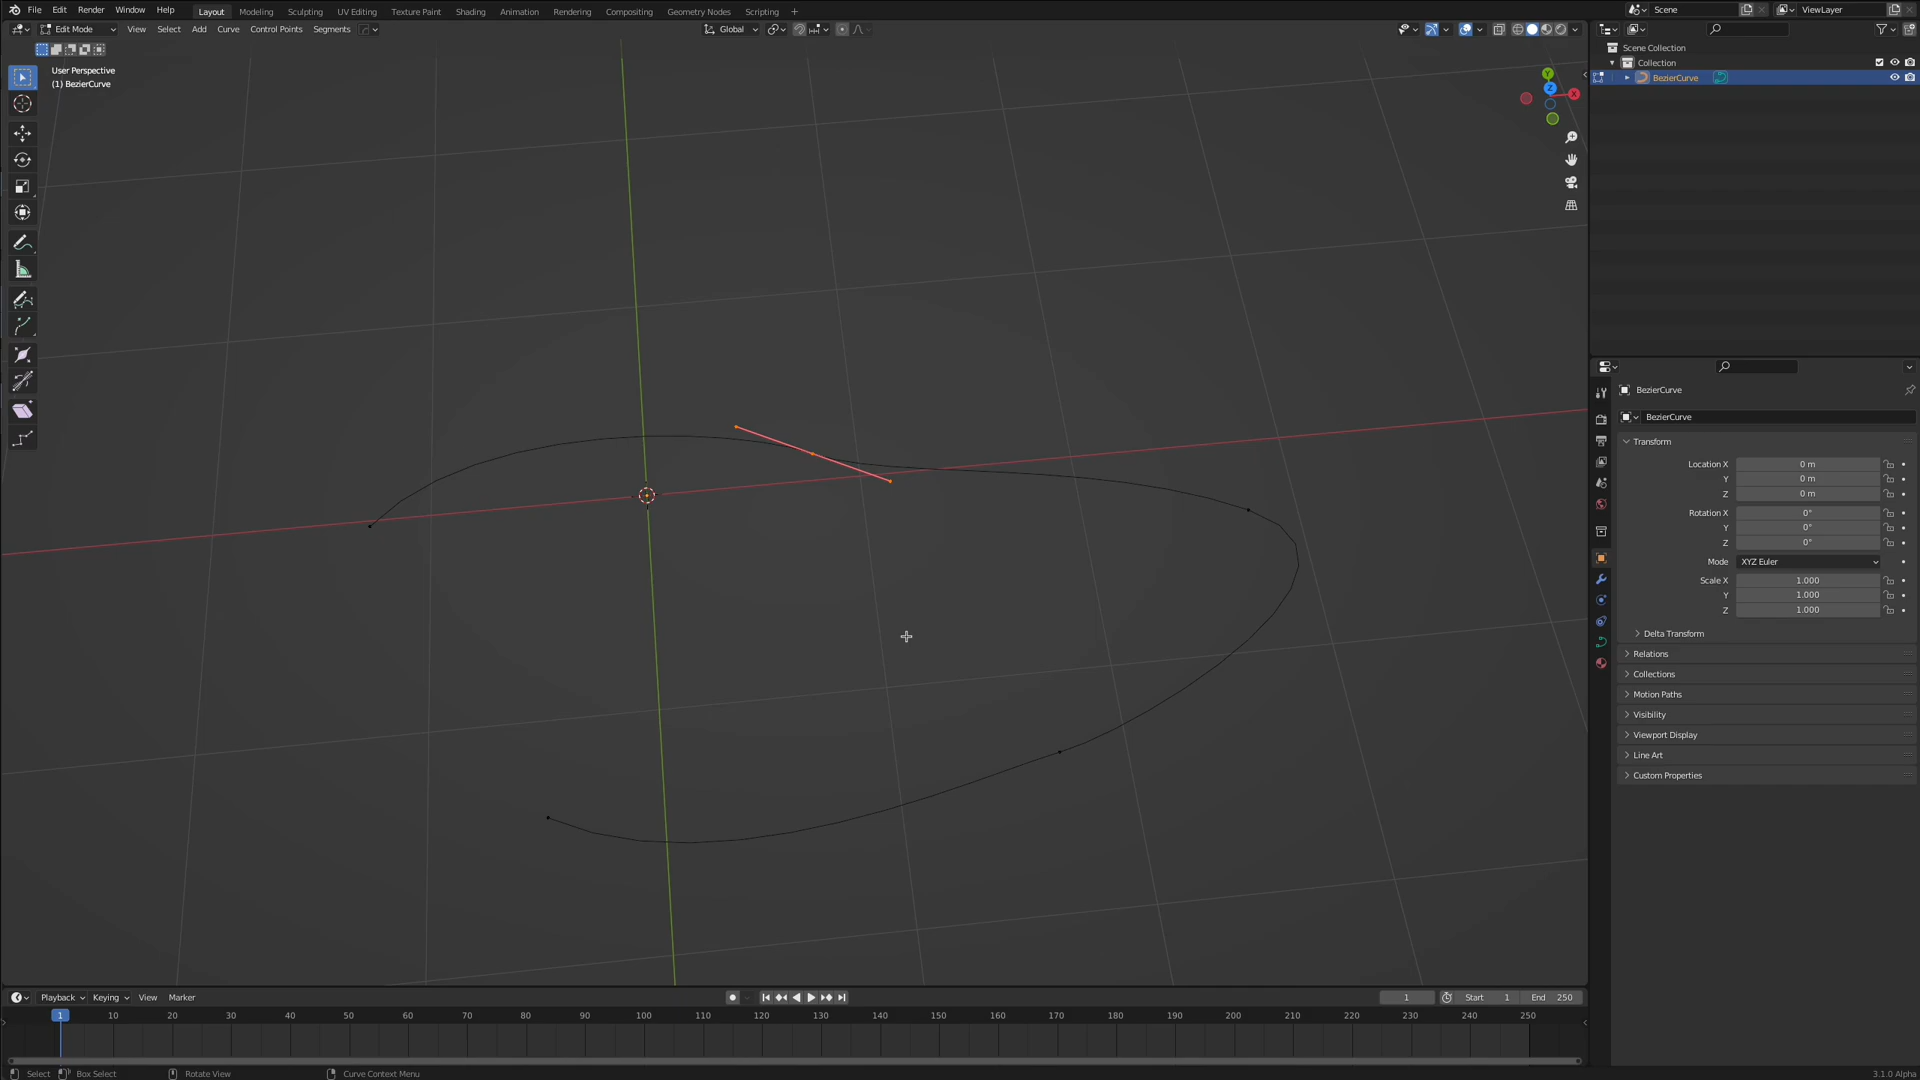 File Edit Render Window Help Layout Modeling Sculpting UV Editing Texture Paint Shading Animation Rendering Compositing Geometry Nodes Scripting + Scene ViewLayer
Edit Mode View Select Add Curve Control Points Segments Global
User Perspective
(1) BezierCurve
Y
Z
X
Scene Collection
Collection
BezierCurve
BezierCurve
BezierCurve
Transform
Location X 0 m
Y 0 m
Z 0 m
Rotation X 0°
Y 0°
Z 0°
Mode XYZ Euler
Scale X 1.000
Y 1.000
Z 1.000
Delta Transform
Relations
Collections
Motion Paths
Visibility
Viewport Display
Line Art
Custom Properties
Playback Keying View Marker 1 Start 1 End 250
1 10 20 30 40 50 60 70 80 90 100 110 120 130 140 150 160 170 180 190 200 210 220 230 240 250
Select Box Select Rotate View Curve Context Menu 3.1.0 Alpha